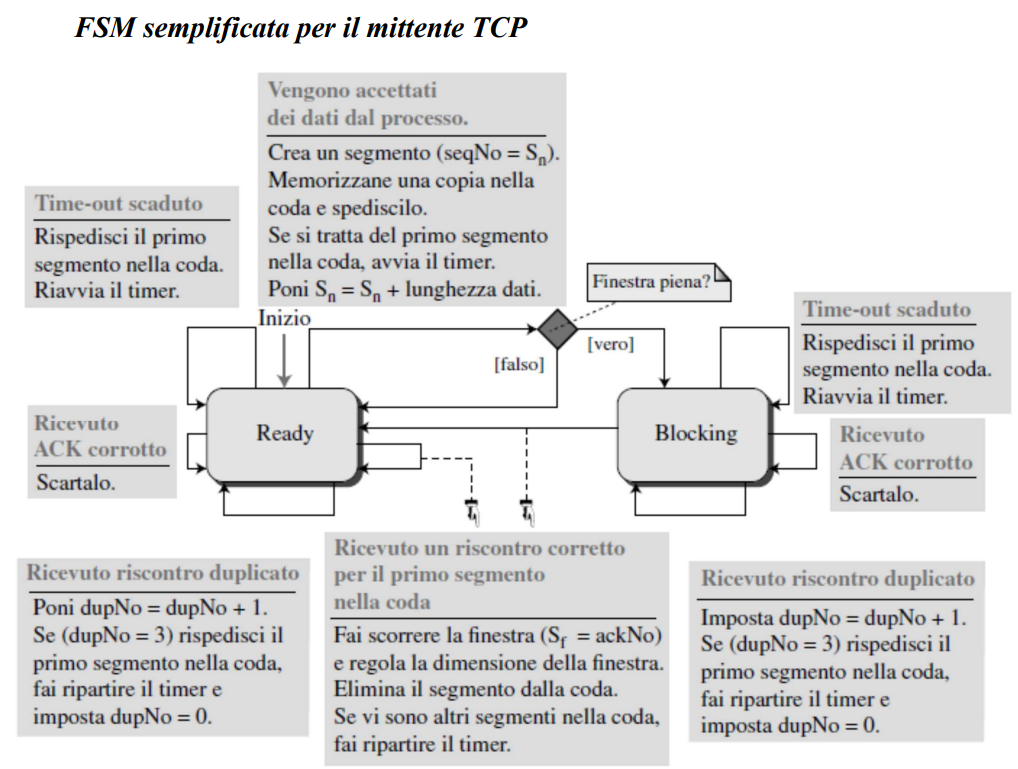 FSM semplificata per il mittente TCP
Vengono accettati
dei dati dal processo.
Crea un segmento (seqNo = Sn).
Memorizzane una copia nella
coda e spediscilo.
Se si tratta del primo segmento
nella coda, avvia il timer.
Poni Sn = Sn + lunghezza dati.
Time-out scaduto
Rispedisci il primo
segmento nella coda.
Riavvia il timer.
Inizio
Finestra piena?
[vero]
[falso]
Time-out scaduto
Rispedisci il primo
segmento nella coda.
Riavvia il timer.
Ricevuto
ACK corrotto
Scartalo.
Ready
Blocking
Ricevuto
ACK corrotto
Scartalo.
Ricevuto riscontro duplicato
Poni dupNo = dupNo + 1.
Se (dupNo = 3) rispedisci il
primo segmento nella coda,
fai ripartire il timer e
imposta dupNo = 0.
Ricevuto un riscontro corretto
per il primo segmento
nella coda
Fai scorrere la finestra (Sf = ackNo)
e regola la dimensione della finestra.
Elimina il segmento dalla coda.
Se vi sono altri segmenti nella coda,
fai ripartire il timer.
Ricevuto riscontro duplicato
Imposta dupNo = dupNo + 1.
Se (dupNo = 3) rispedisci il
primo segmento nella coda,
fai ripartire il timer e
imposta dupNo = 0.